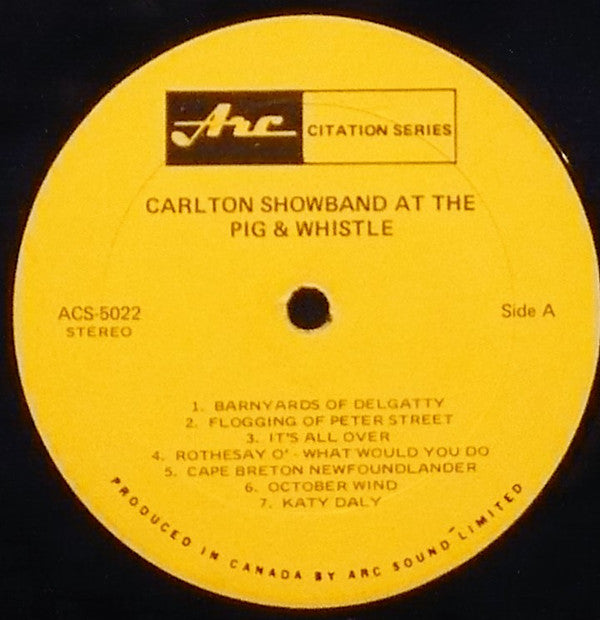 Arc
CITATION SERIES
CARLTON SHOWBAND AT THE
PIG & WHISTLE
ACS-5022
STEREO
Side A
1. BARNYARDS OF DELGATTY
2. FLOGGING OF PETER STREET
3. IT'S ALL OVER
4. ROTHESAY O' - WHAT WOULD YOU DO
5. CAPE BRETON NEWFOUNDLANDER
6. OCTOBER WIND
7. KATY DALY
PRODUCED IN CANADA BY ARC SOUND LIMITED